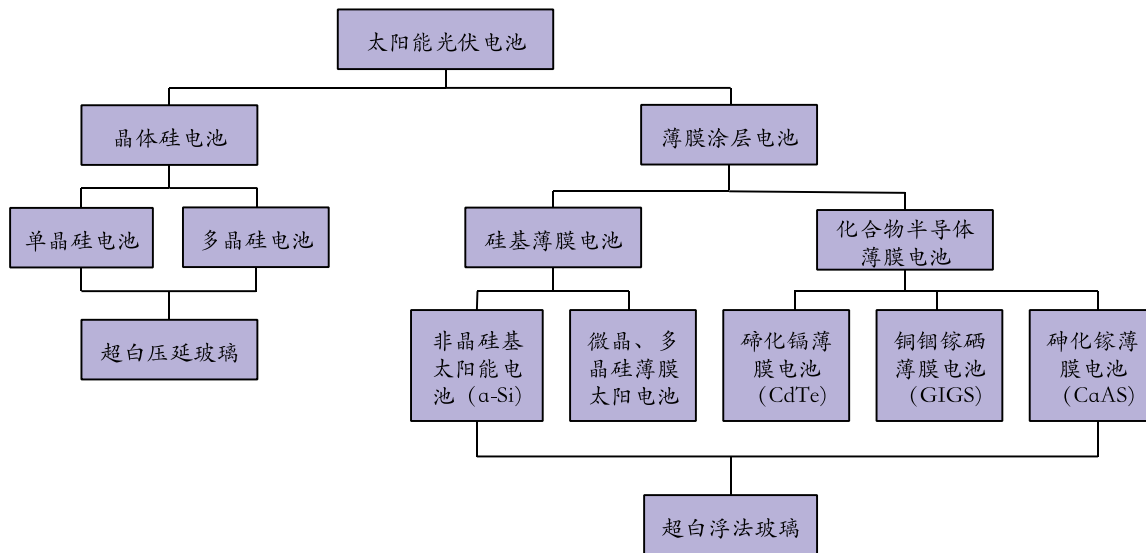 太阳能光伏电池
晶体硅电池
薄膜涂层电池
单晶硅电池
多晶硅电池
硅基薄膜电池
化合物半导体
薄膜电池
超白压延玻璃
非晶硅基
太阳能电
池（α-Si）
微晶、多
晶硅薄膜
太阳电池
碲化镉薄
膜电池
（CdTe）
铜铟镓硒
薄膜电池
（GIGS）
砷化镓薄
膜电池
（CaAS）
超白浮法玻璃